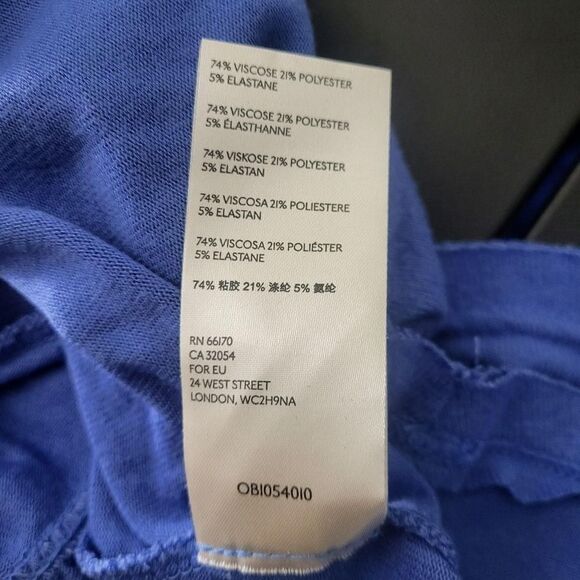 74% VISCOSE 21% POLYESTER
5% ELASTANE
74% VISCOSE 21% POLYESTER
5% ÉLASTHANNE
74% VISKOSE 21% POLYESTER
5% ELASTAN
74% VISCOSA 21% POLIESTERE
5% ELASTAN
74% VISCOSA 21% POLIÉSTER
5% ELASTANE
74% 粘胶 21% 涤纶 5% 氨纶
RN 66170
CA 32054
FOR EU
24 WEST STREET
LONDON, WC2H9NA
OB1054010